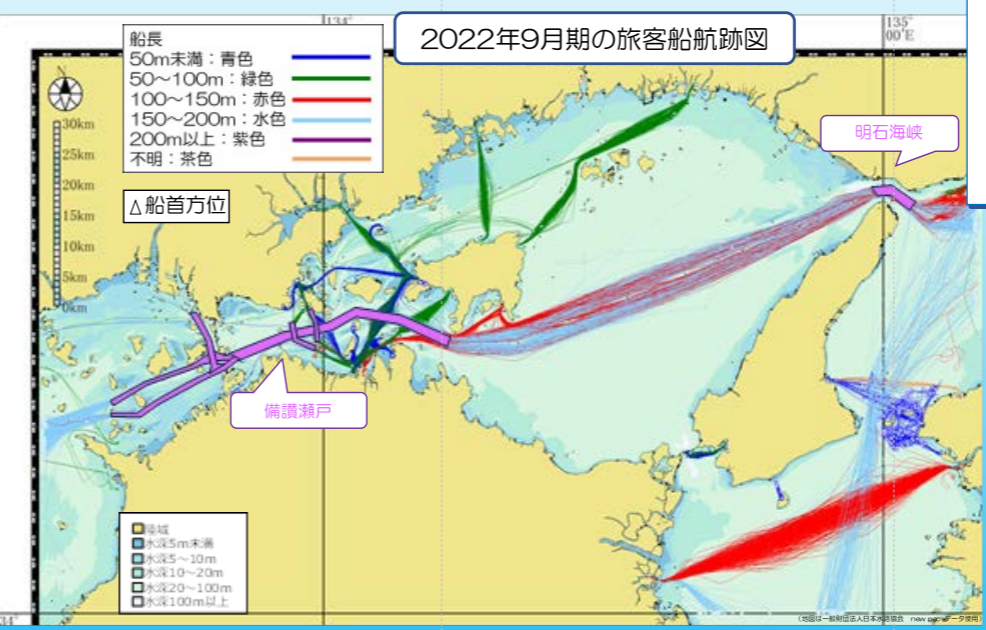 134°
135°
00'E
2022年9月期の旅客船航跡図
船長
50m未満：青色
50～100m：緑色
100～150m：赤色
150～200m：水色
200m以上：紫色
不明：茶色
△船首方位
N
30km
25km
20km
15km
10km
5km
0km
明石海峡
備讃瀬戸
陸域
水深5m未満
水深5～10m
水深10～20m
水深20～100m
水深100m以上
34°